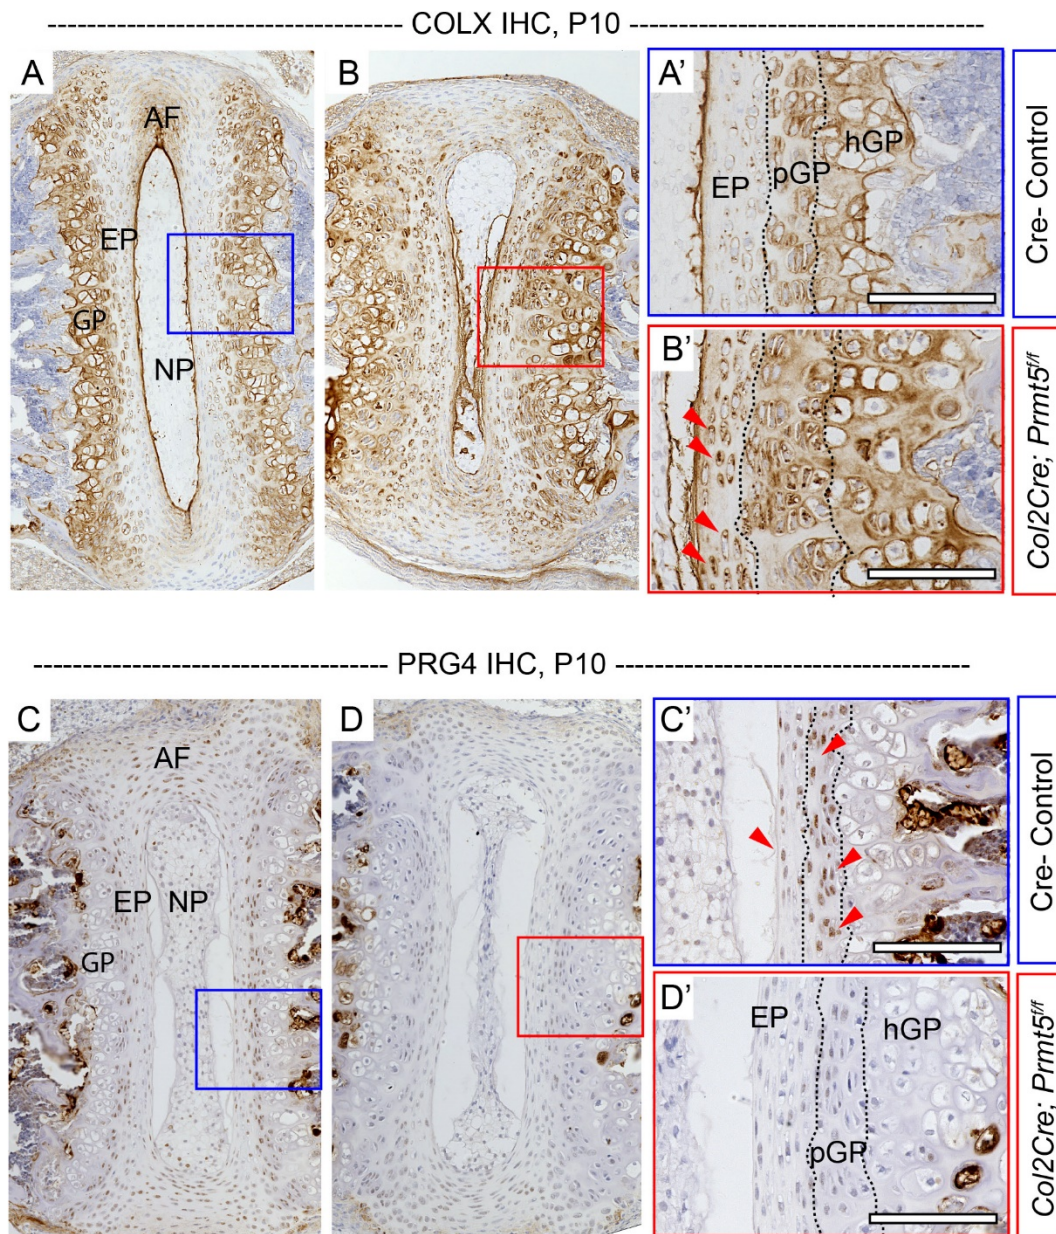 COLX IHC, P10
A
AF
EP
GP
NP
B
A’
EP
pGP
hGP
Cre- Control
B’
Col2Cre; Prmt5f/f
PRG4 IHC, P10
C
AF
EP
NP
GP
D
C’
Cre- Control
D’
EP
hGP
pGP
Col2Cre; Prmt5f/f